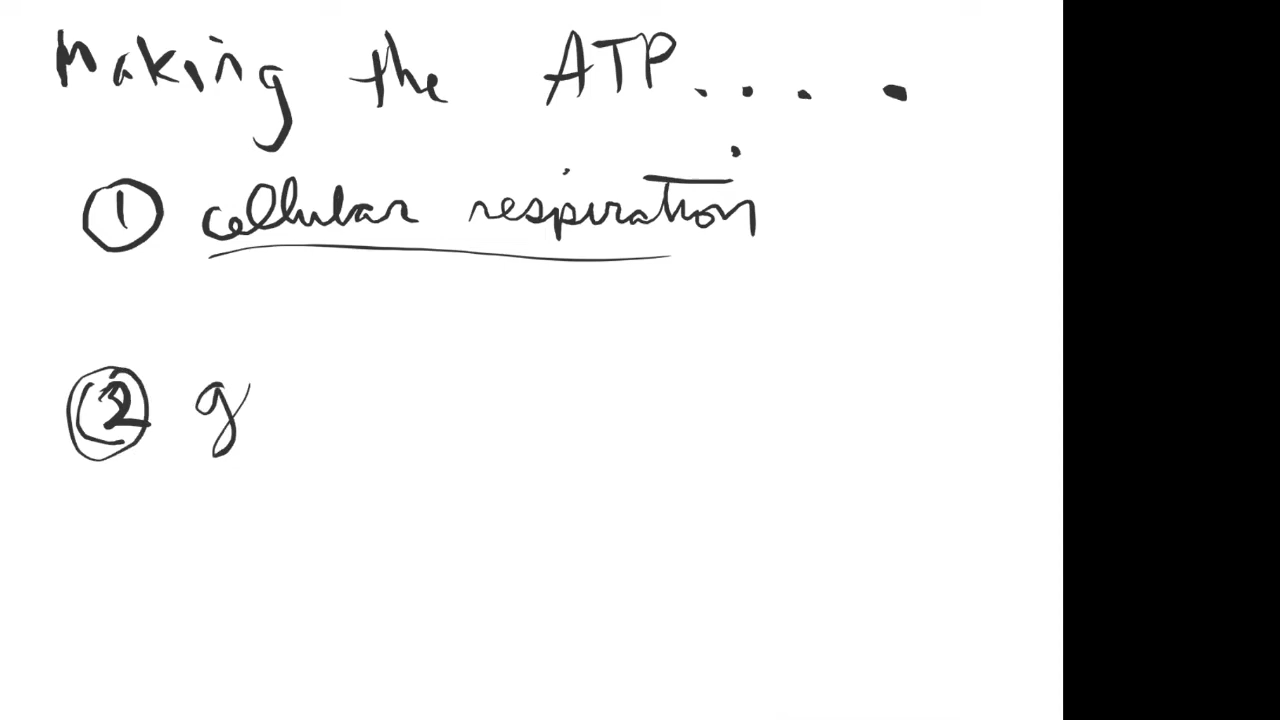 Making the ATP....
① cellular respiration
② g